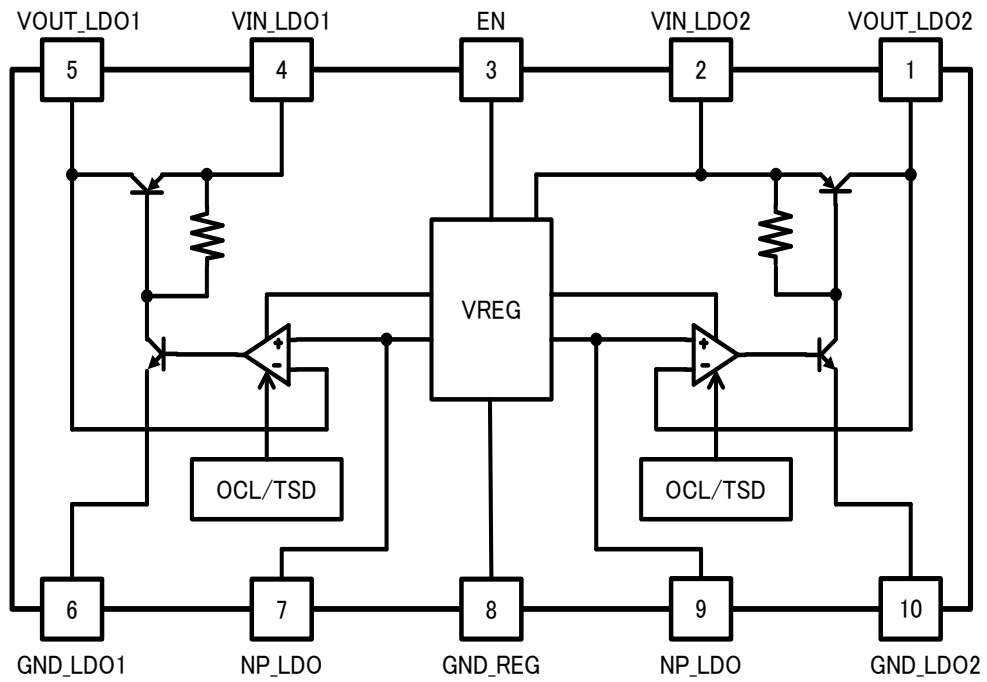 VOUT_LDO1
VIN_LDO1
EN
VIN_LDO2
VOUT_LDO2
5
4
3
2
1
VREG
+
-
+
-
OCL/TSD
OCL/TSD
6
7
8
9
10
GND_LDO1
NP_LDO
GND_REG
NP_LDO
GND_LDO2